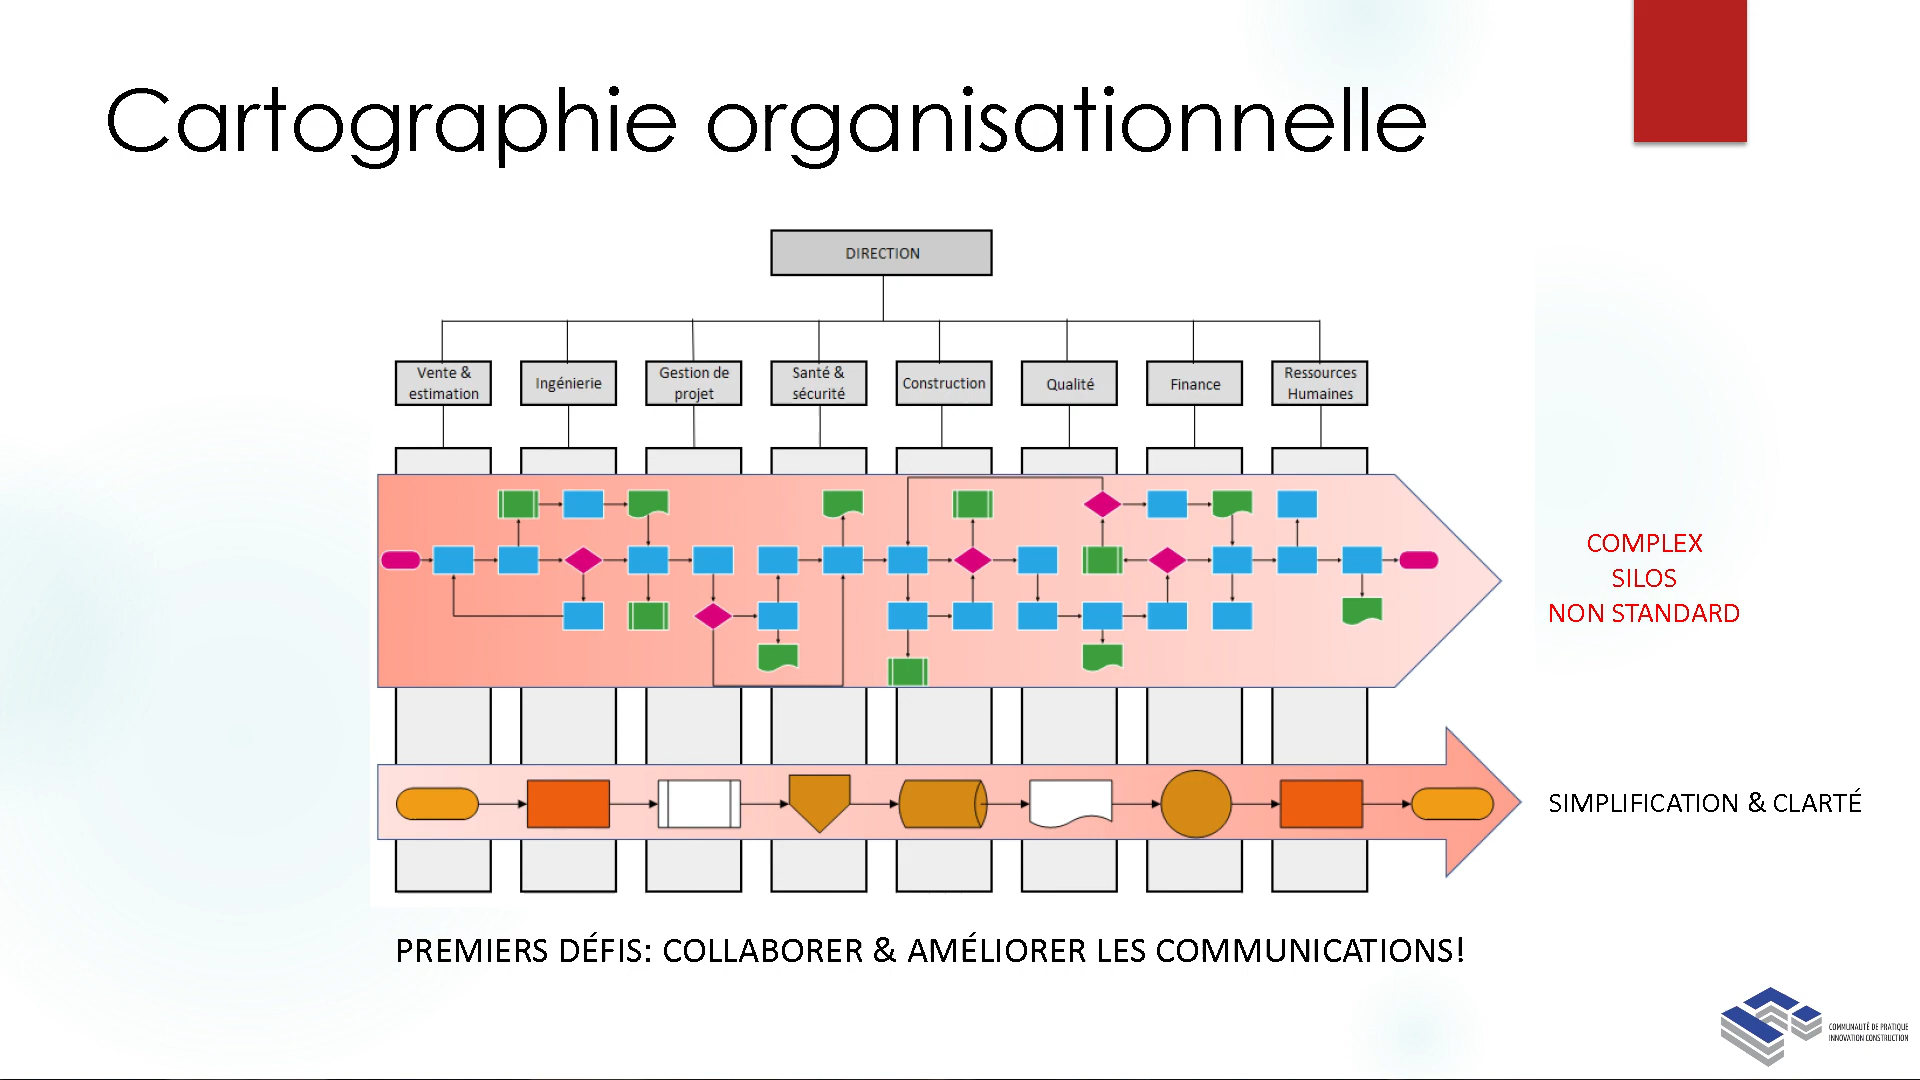 Cartographie organisationnelle
DIRECTION
Vente &
estimation
Ingénierie
Gestion de
projet
Santé &
sécurité
Construction
Qualité
Finance
Ressources
Humaines
COMPLEX
SILOS
NON STANDARD
SIMPLIFICATION & CLARTÉ
PREMIERS DÉFIS: COLLABORER & AMÉLIORER LES COMMUNICATIONS!
COMMUNAUTÉ DE PRATIQUE
INNOVATION CONSTRUCTION